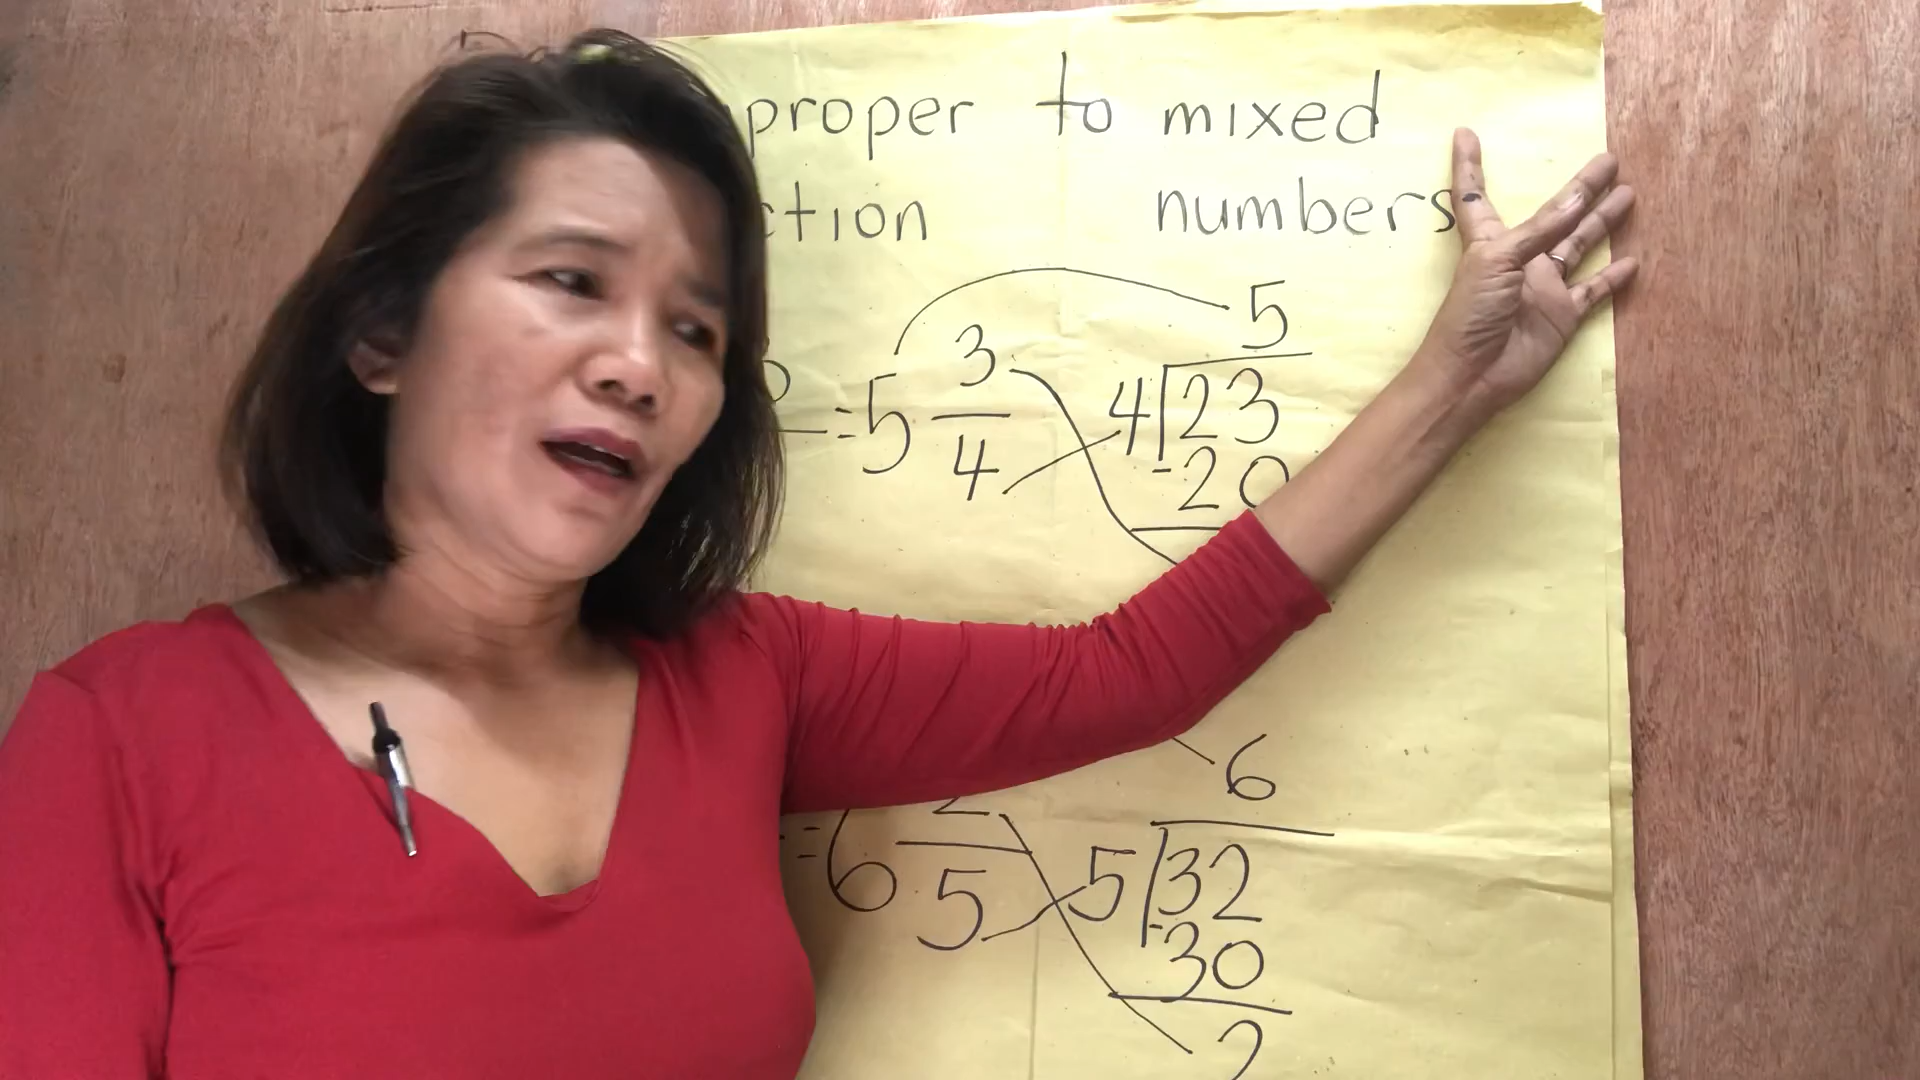 proper to mixed
ction numbers
5
= 5 3/4 4)23
-20
6
= 6 2/5 5)32
-30
2